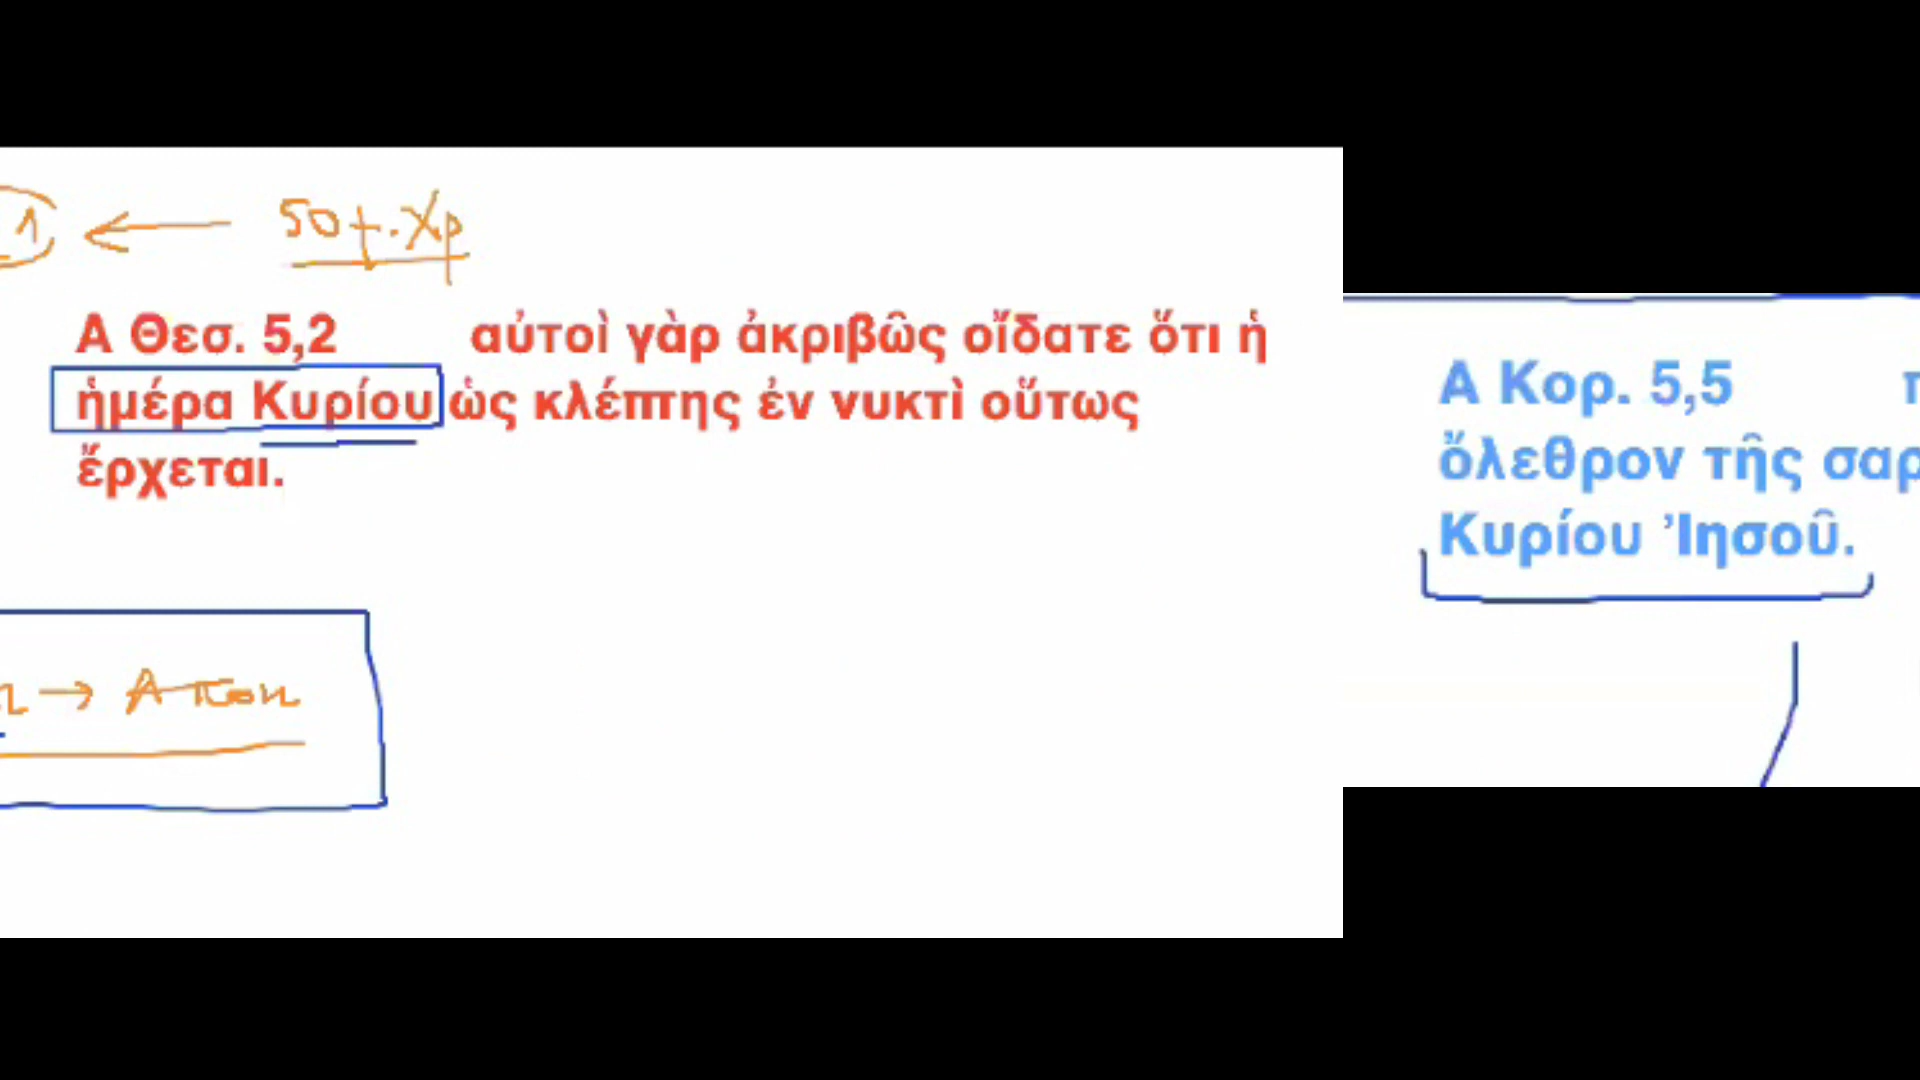 1 ← 50 μ.Χρ
Α Θεσ. 5,2 αὐτοὶ γὰρ ἀκριβῶς οἴδατε ὅτι ἡ
ἡμέρα Κυρίου ὡς κλέπτης ἐν νυκτὶ οὕτως
ἔρχεται.
→ Α
Α Κορ. 5,5
ὄλεθρον τῆς σαρ
Κυρίου Ἰησοῦ.